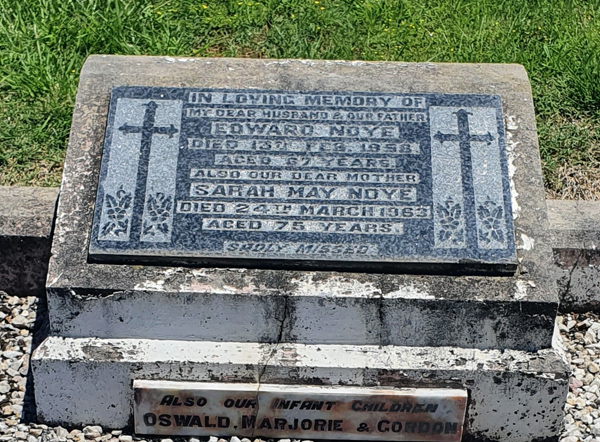 IN LOVING MEMORY OF
MY DEAR HUSBAND & OUR FATHER
EDWARD NOYE
DIED 13TH FEB. 1958
AGED 67 YEARS.
ALSO OUR DEAR MOTHER
SARAH MAY NOYE
DIED 24TH MARCH 1963
AGED 75 YEARS.
SADLY MISSED.
ALSO OUR INFANT CHILDREN
OSWALD, MARJORIE & GORDON